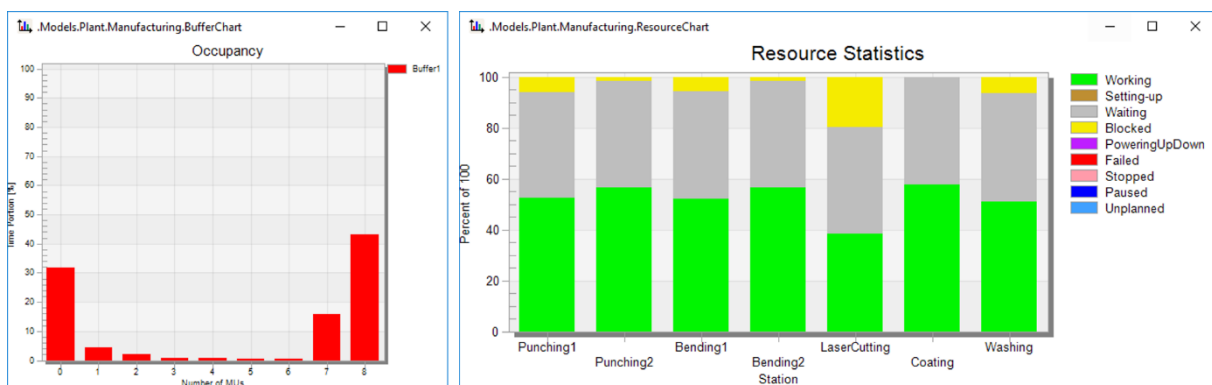 .Models.Plant.Manufacturing.BufferChart
Occupancy
100
90
80
70
60
50
40
30
20
10
0
Time Portion [%]
0 1 2 3 4 5 6 7 8
Number of MUs
Buffer1
.Models.Plant.Manufacturing.ResourceChart
Resource Statistics
100
80
60
40
20
0
Percent of 100
Punching1 Bending1 LaserCutting Washing
Punching2 Bending2 Coating
Station
Working
Setting-up
Waiting
Blocked
PoweringUpDown
Failed
Stopped
Paused
Unplanned